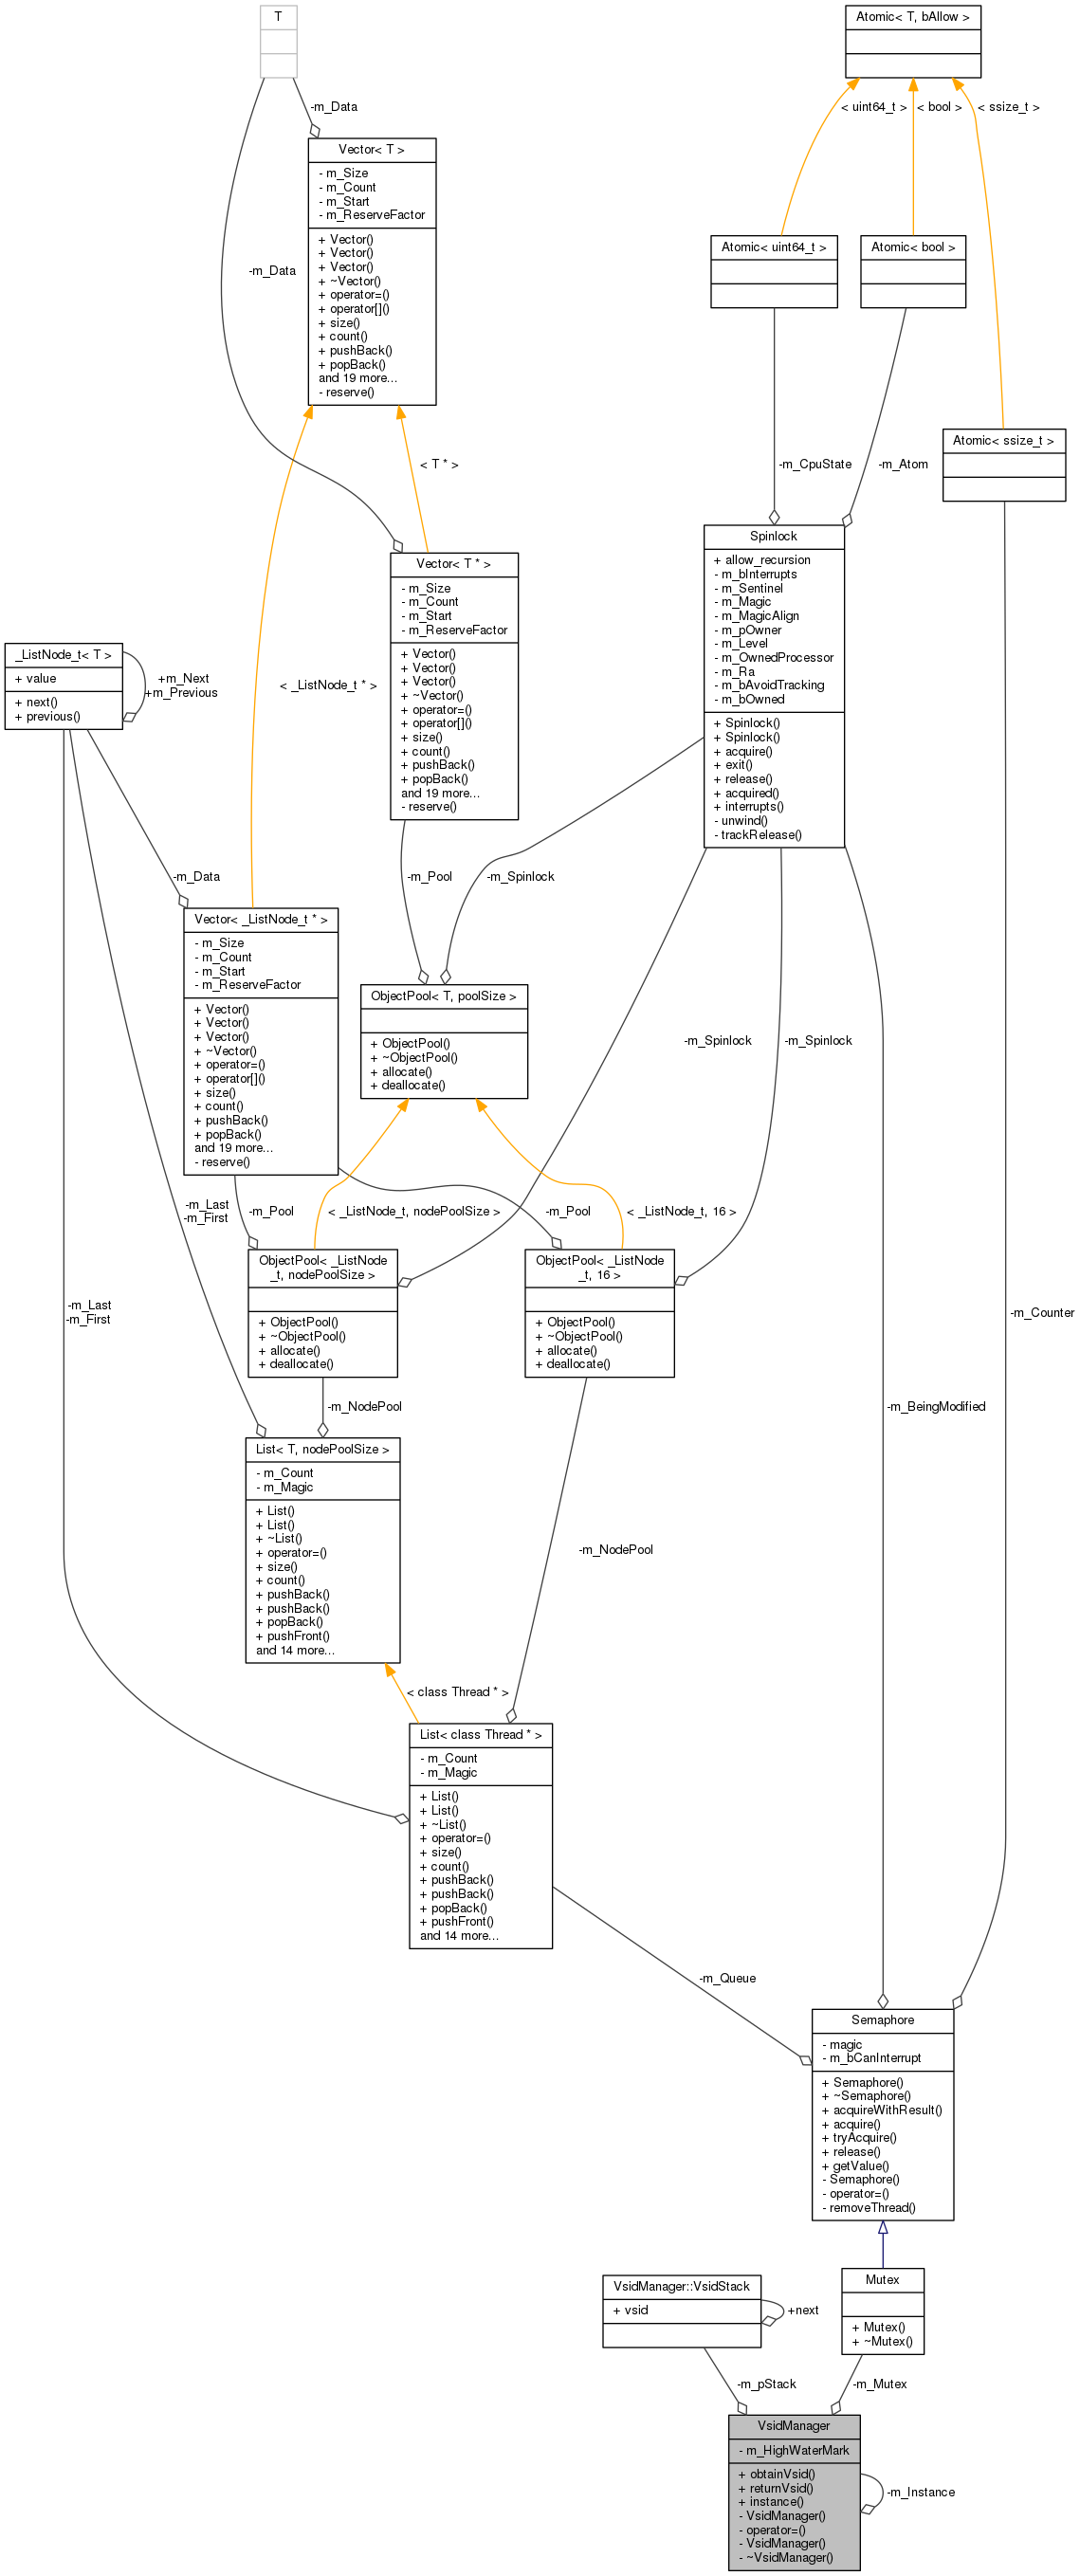 T
Atomic< T, bAllow >
-m_Data
< uint64_t >
< bool >
< ssize_t >
Vector< T >
- m_Size
- m_Count
- m_Start
- m_ReserveFactor
+ Vector()
+ Vector()
+ Vector()
+ ~Vector()
+ operator=()
+ operator[]()
+ size()
+ count()
+ pushBack()
+ popBack()
and 19 more...
- reserve()
-m_Data
Atomic< uint64_t >
Atomic< bool >
Atomic< ssize_t >
< T * >
-m_CpuState
-m_Atom
Vector< T * >
- m_Size
- m_Count
- m_Start
- m_ReserveFactor
+ Vector()
+ Vector()
+ Vector()
+ ~Vector()
+ operator=()
+ operator[]()
+ size()
+ count()
+ pushBack()
+ popBack()
and 19 more...
- reserve()
Spinlock
+ allow_recursion
- m_bInterrupts
- m_Sentinel
- m_Magic
- m_MagicAlign
- m_pOwner
- m_Level
- m_OwnedProcessor
- m_Ra
- m_bAvoidTracking
- m_bOwned
+ Spinlock()
+ Spinlock()
+ acquire()
+ exit()
+ release()
+ acquired()
+ interrupts()
- unwind()
- trackRelease()
_ListNode_t< T >
+ value
+ next()
+ previous()
+m_Next
+m_Previous
< _ListNode_t * >
-m_Data
-m_Pool
-m_Spinlock
Vector< _ListNode_t * >
- m_Size
- m_Count
- m_Start
- m_ReserveFactor
+ Vector()
+ Vector()
+ Vector()
+ ~Vector()
+ operator=()
+ operator[]()
+ size()
+ count()
+ pushBack()
+ popBack()
and 19 more...
- reserve()
ObjectPool< T, poolSize >
+ ObjectPool()
+ ~ObjectPool()
+ allocate()
+ deallocate()
-m_Spinlock
-m_Spinlock
-m_Last
-m_First
-m_Pool
< _ListNode_t, nodePoolSize >
-m_Pool
< _ListNode_t, 16 >
ObjectPool< _ListNode
_t, nodePoolSize >
+ ObjectPool()
+ ~ObjectPool()
+ allocate()
+ deallocate()
ObjectPool< _ListNode
_t, 16 >
+ ObjectPool()
+ ~ObjectPool()
+ allocate()
+ deallocate()
-m_Last
-m_First
-m_Counter
-m_NodePool
-m_BeingModified
List< T, nodePoolSize >
- m_Count
- m_Magic
+ List()
+ List()
+ ~List()
+ operator=()
+ size()
+ count()
+ pushBack()
+ pushBack()
+ popBack()
+ pushFront()
and 14 more...
-m_NodePool
< class Thread * >
List< class Thread * >
- m_Count
- m_Magic
+ List()
+ List()
+ ~List()
+ operator=()
+ size()
+ count()
+ pushBack()
+ pushBack()
+ popBack()
+ pushFront()
and 14 more...
-m_Queue
Semaphore
- magic
- m_bCanInterrupt
+ Semaphore()
+ ~Semaphore()
+ acquireWithResult()
+ acquire()
+ tryAcquire()
+ release()
+ getValue()
- Semaphore()
- operator=()
- removeThread()
VsidManager::VsidStack
+ vsid
+next
Mutex
+ Mutex()
+ ~Mutex()
-m_pStack
-m_Mutex
VsidManager
- m_HighWaterMark
+ obtainVsid()
+ returnVsid()
+ instance()
- VsidManager()
- operator=()
- VsidManager()
- ~VsidManager()
-m_Instance